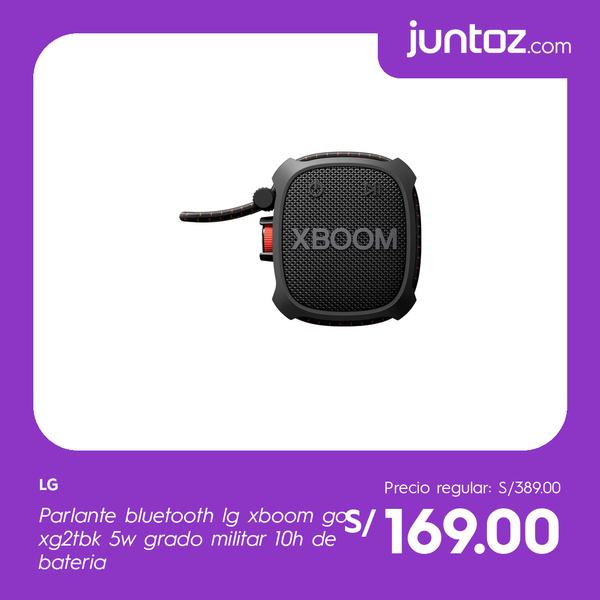 juntoz.com
XBOOM
LG
Precio regular: S/389.00
Parlante bluetooth lg xboom go
xg2tbk 5w grado militar 10h de
bateria
S/ 169.00